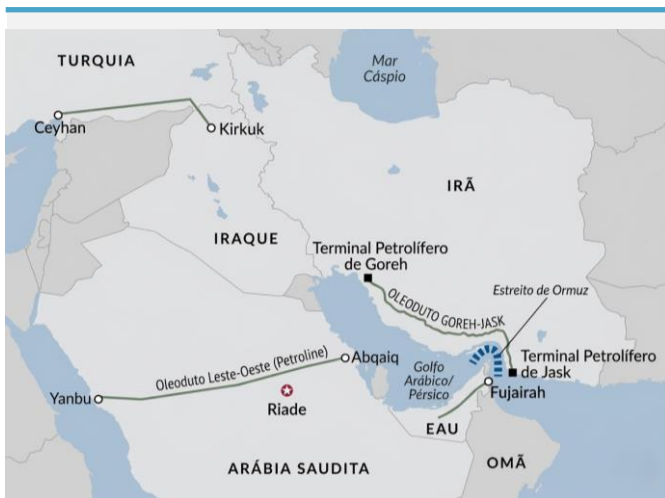 TURQUIA
Mar
Cáspio
Ceyhan
Kirkuk
IRÃ
IRAQUE
Terminal Petrolífero
de Goreh
Estreito de Ormuz
OLEODUTO GOREH-JASK
Oleoduto Leste-Oeste (Petroline)
Abqaiq
Golfo
Arábico/
Pérsico
Terminal Petrolífero
de Jask
Yanbu
Riade
Fujairah
EAU
ARÁBIA SAUDITA
OMÃ